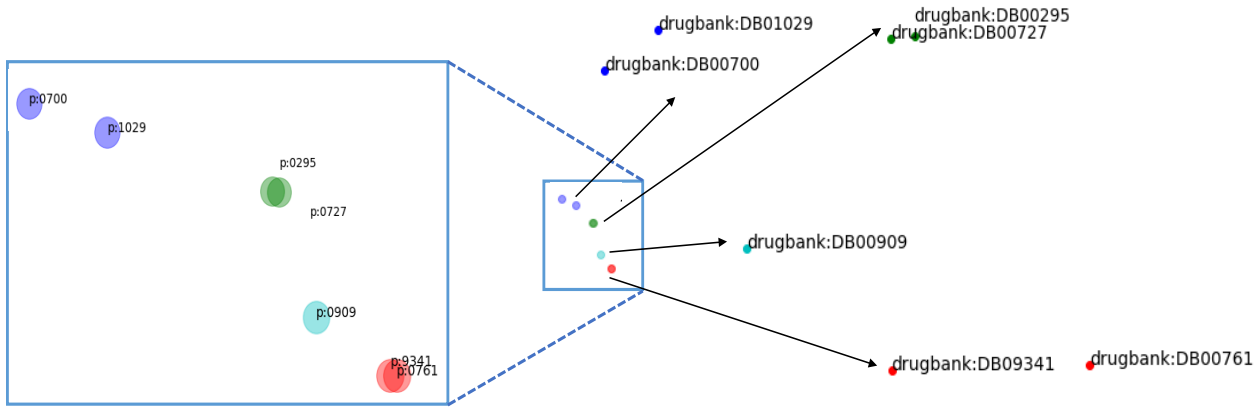 drugbank:DB00295
drugbank:DB01029
drugbank:DB00727
drugbank:DB00700
p:0700
p:1029
p:0295
p:0727
drugbank:DB00909
p:0909
drugbank:DB00761
p:9341
drugbank:DB09341
p:0761